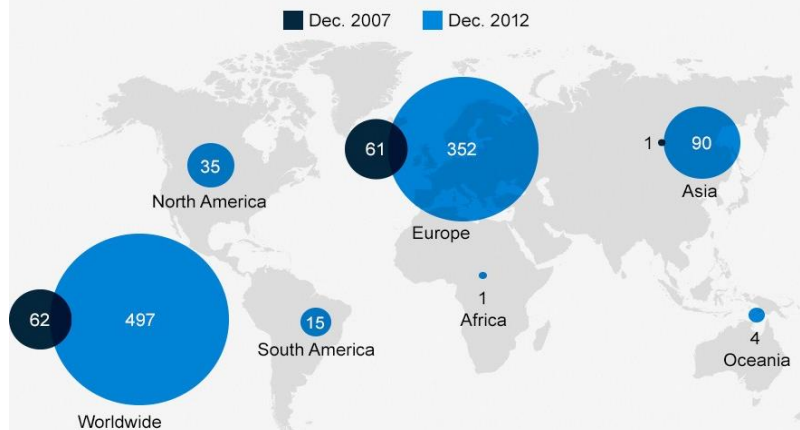 Dec. 2007 Dec. 2012
61 352
1 90
35
Asia
North America
Europe
1
62 497
15
Africa
4
South America
Oceania
Worldwide